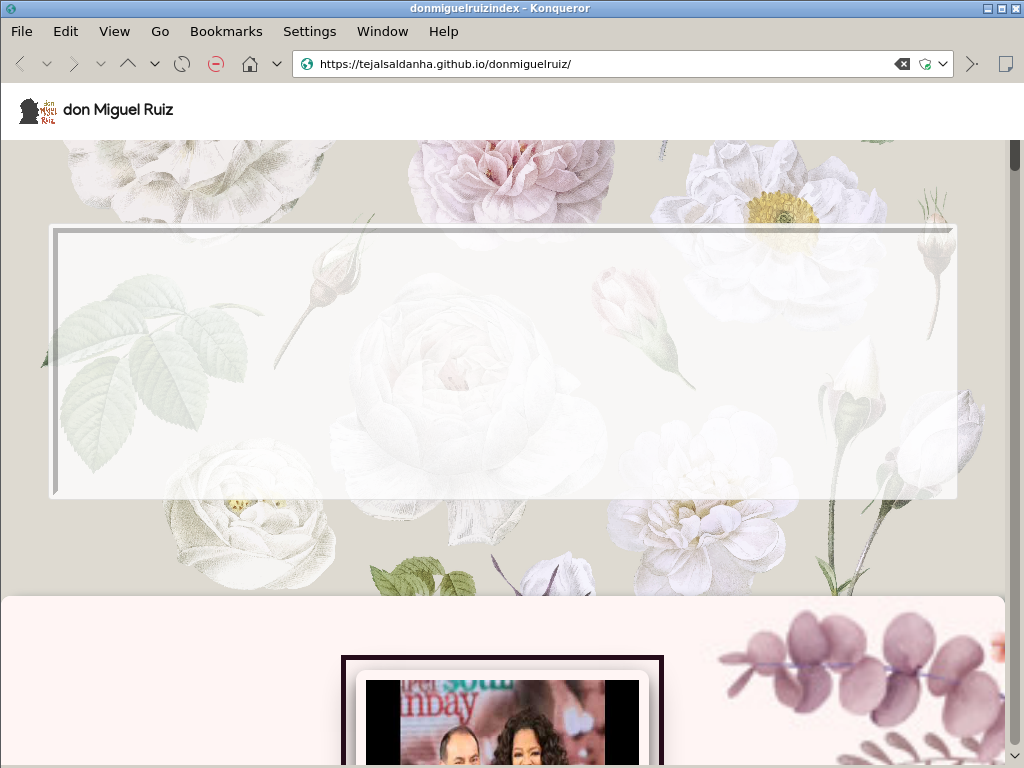 donmiguelruizindex – Konqueror
File Edit View Go Bookmarks Settings Window Help
https://tejalsaldanha.github.io/donmiguelruiz/
don Miguel Ruiz
don Miguel Ruiz
soul
nday